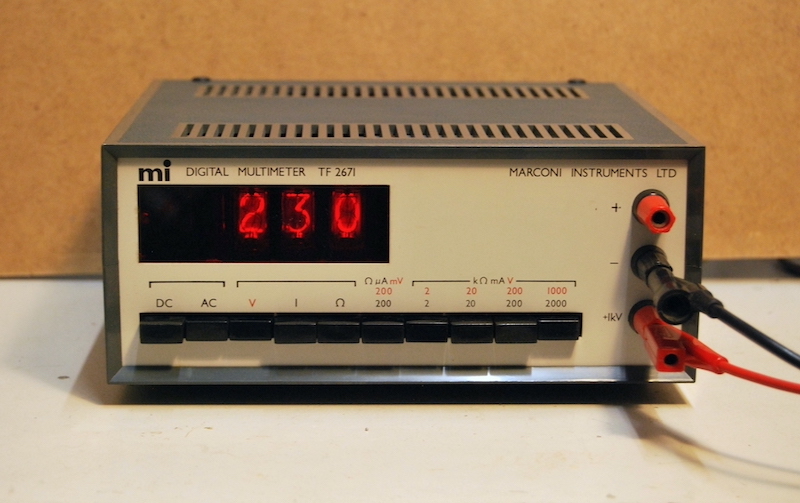 mi DIGITAL MULTIMETER TF 2671 MARCONI INSTRUMENTS LTD
230
+
−
+1kV
Ω μA mV kΩ mA V
200 2 20 200 1000
DC AC V I Ω 200 2 20 200 2000